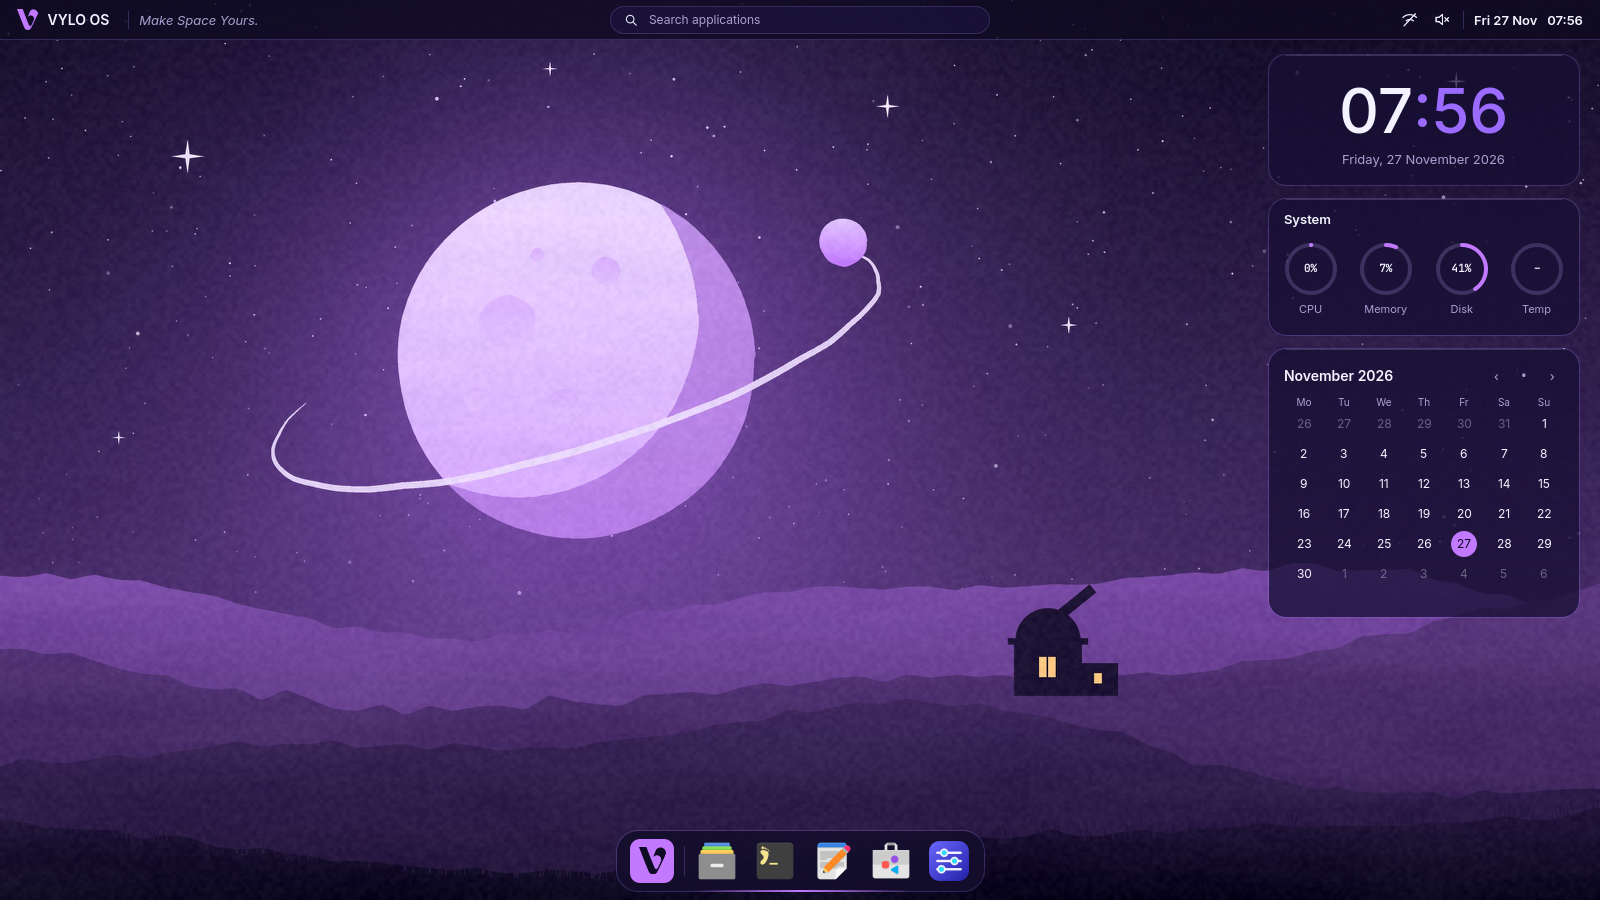 VYLO OS
Make Space Yours.
Search applications
Fri 27 Nov 07:56
07:56
Friday, 27 November 2026
System
0% 7% 41% –
CPU Memory Disk Temp
November 2026 ‹ • ›
Mo Tu We Th Fr Sa Su
26 27 28 29 30 31 1
2 3 4 5 6 7 8
9 10 11 12 13 14 15
16 17 18 19 20 21 22
23 24 25 26 27 28 29
30 1 2 3 4 5 6